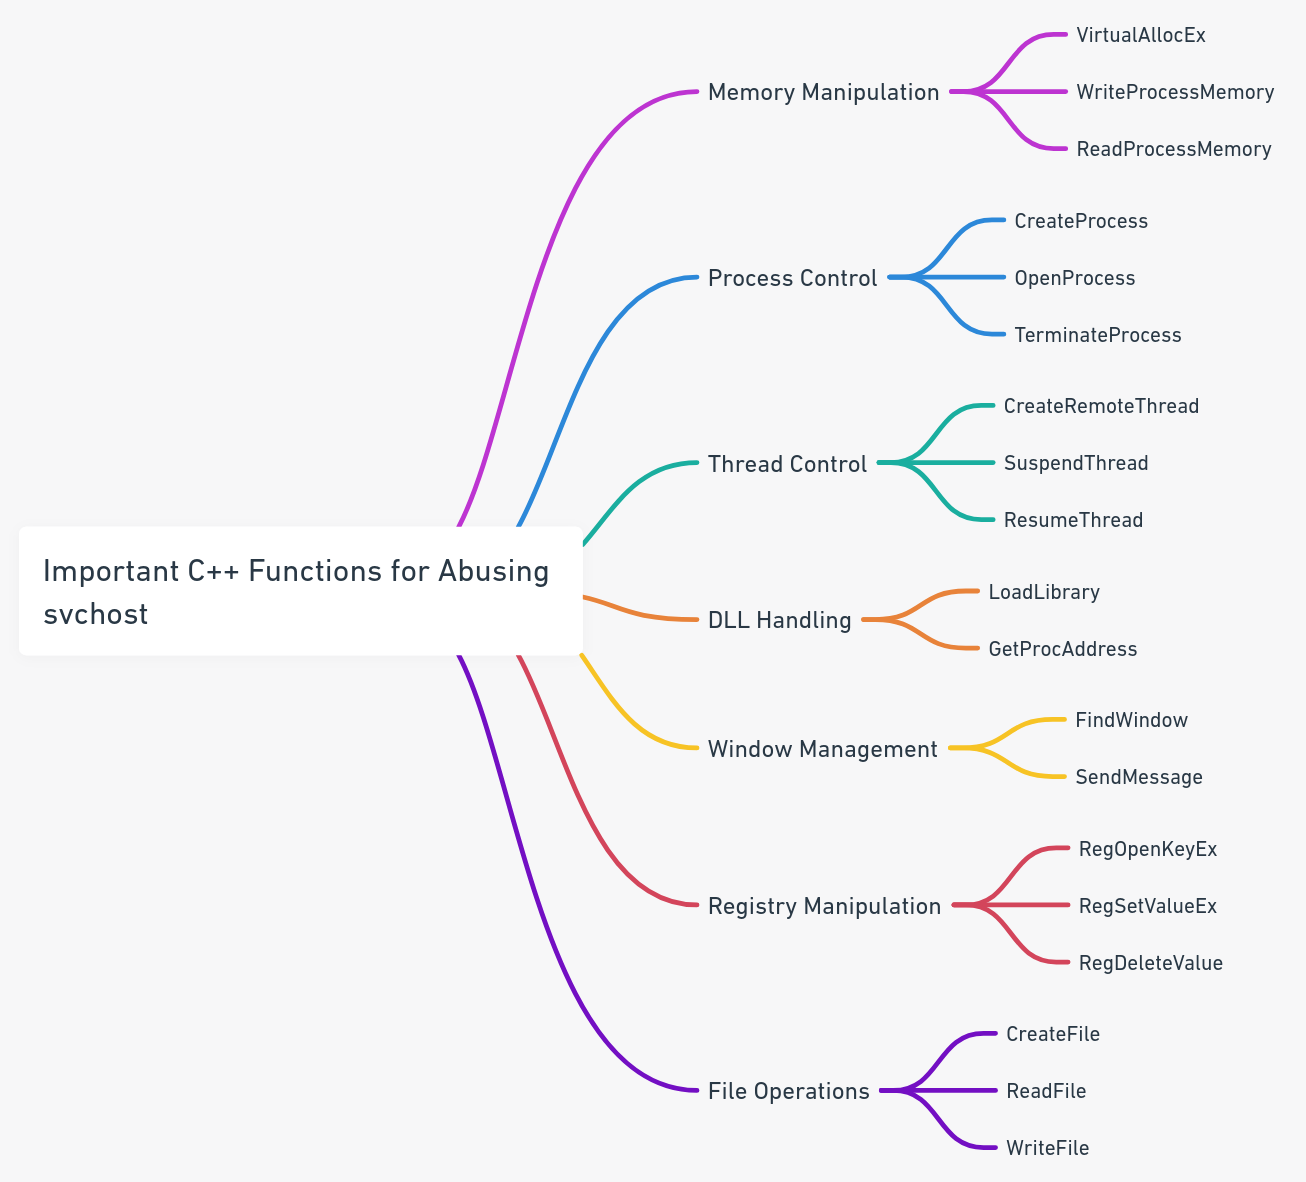 Important C++ Functions for Abusing
svchost
Memory Manipulation
VirtualAllocEx
WriteProcessMemory
ReadProcessMemory
Process Control
CreateProcess
OpenProcess
TerminateProcess
Thread Control
CreateRemoteThread
SuspendThread
ResumeThread
DLL Handling
LoadLibrary
GetProcAddress
Window Management
FindWindow
SendMessage
Registry Manipulation
RegOpenKeyEx
RegSetValueEx
RegDeleteValue
File Operations
CreateFile
ReadFile
WriteFile